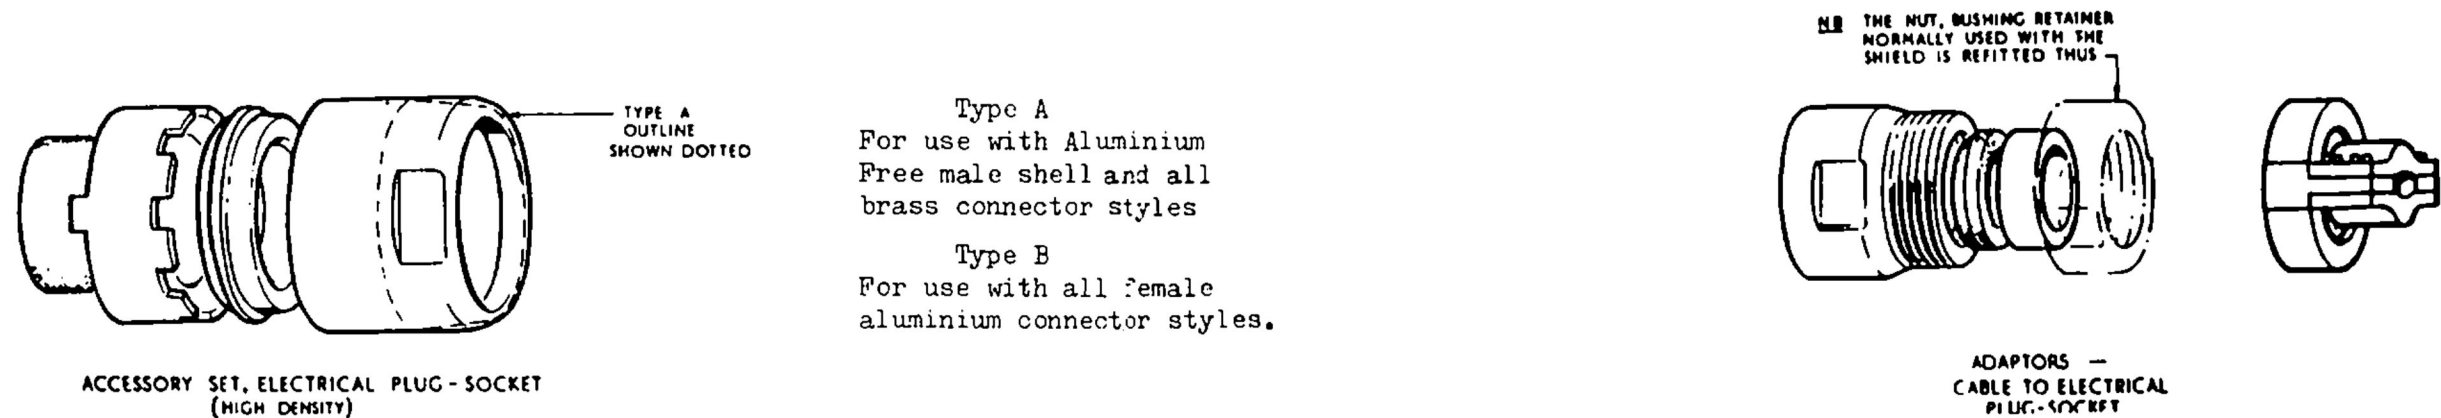 TYPE A
OUTLINE
SHOWN DOTTED
ACCESSORY SET, ELECTRICAL PLUG - SOCKET
(HIGH DENSITY)
Type A
For use with Aluminium
Free male shell and all
brass connector styles
Type B
For use with all female
aluminium connector styles.
NB THE NUT, BUSHING RETAINER
NORMALLY USED WITH THE
SHIELD IS REFITTED THUS
ADAPTORS —
CABLE TO ELECTRICAL
PLUG-SOCKET